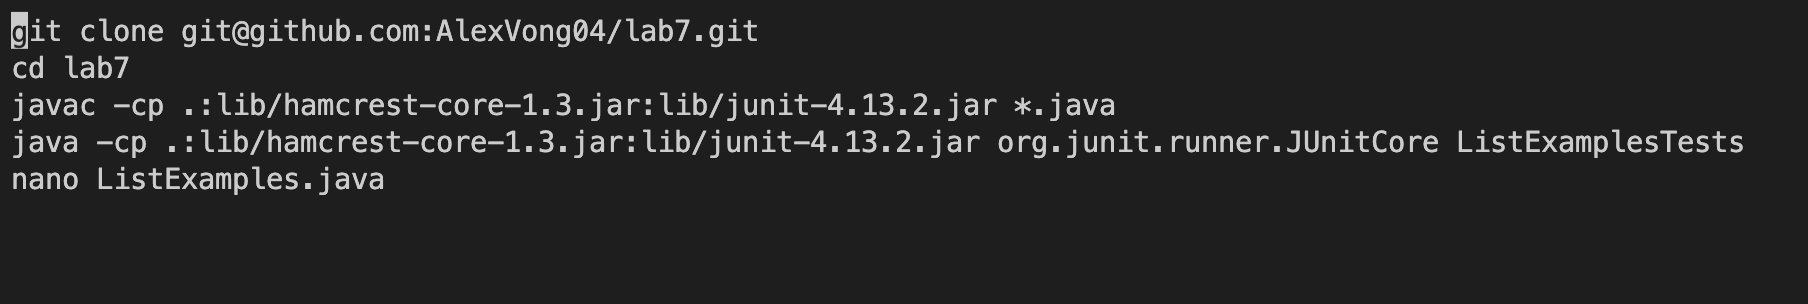 git clone git@github.com:AlexVong04/lab7.git
cd lab7
javac -cp .:lib/hamcrest-core-1.3.jar:lib/junit-4.13.2.jar *.java
java -cp .:lib/hamcrest-core-1.3.jar:lib/junit-4.13.2.jar org.junit.runner.JUnitCore ListExamplesTests
nano ListExamples.java